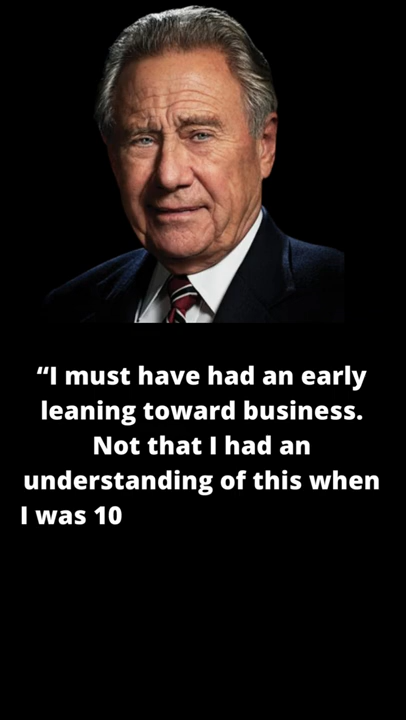 “I must have had an early
leaning toward business.
Not that I had an
understanding of this when
I was 10